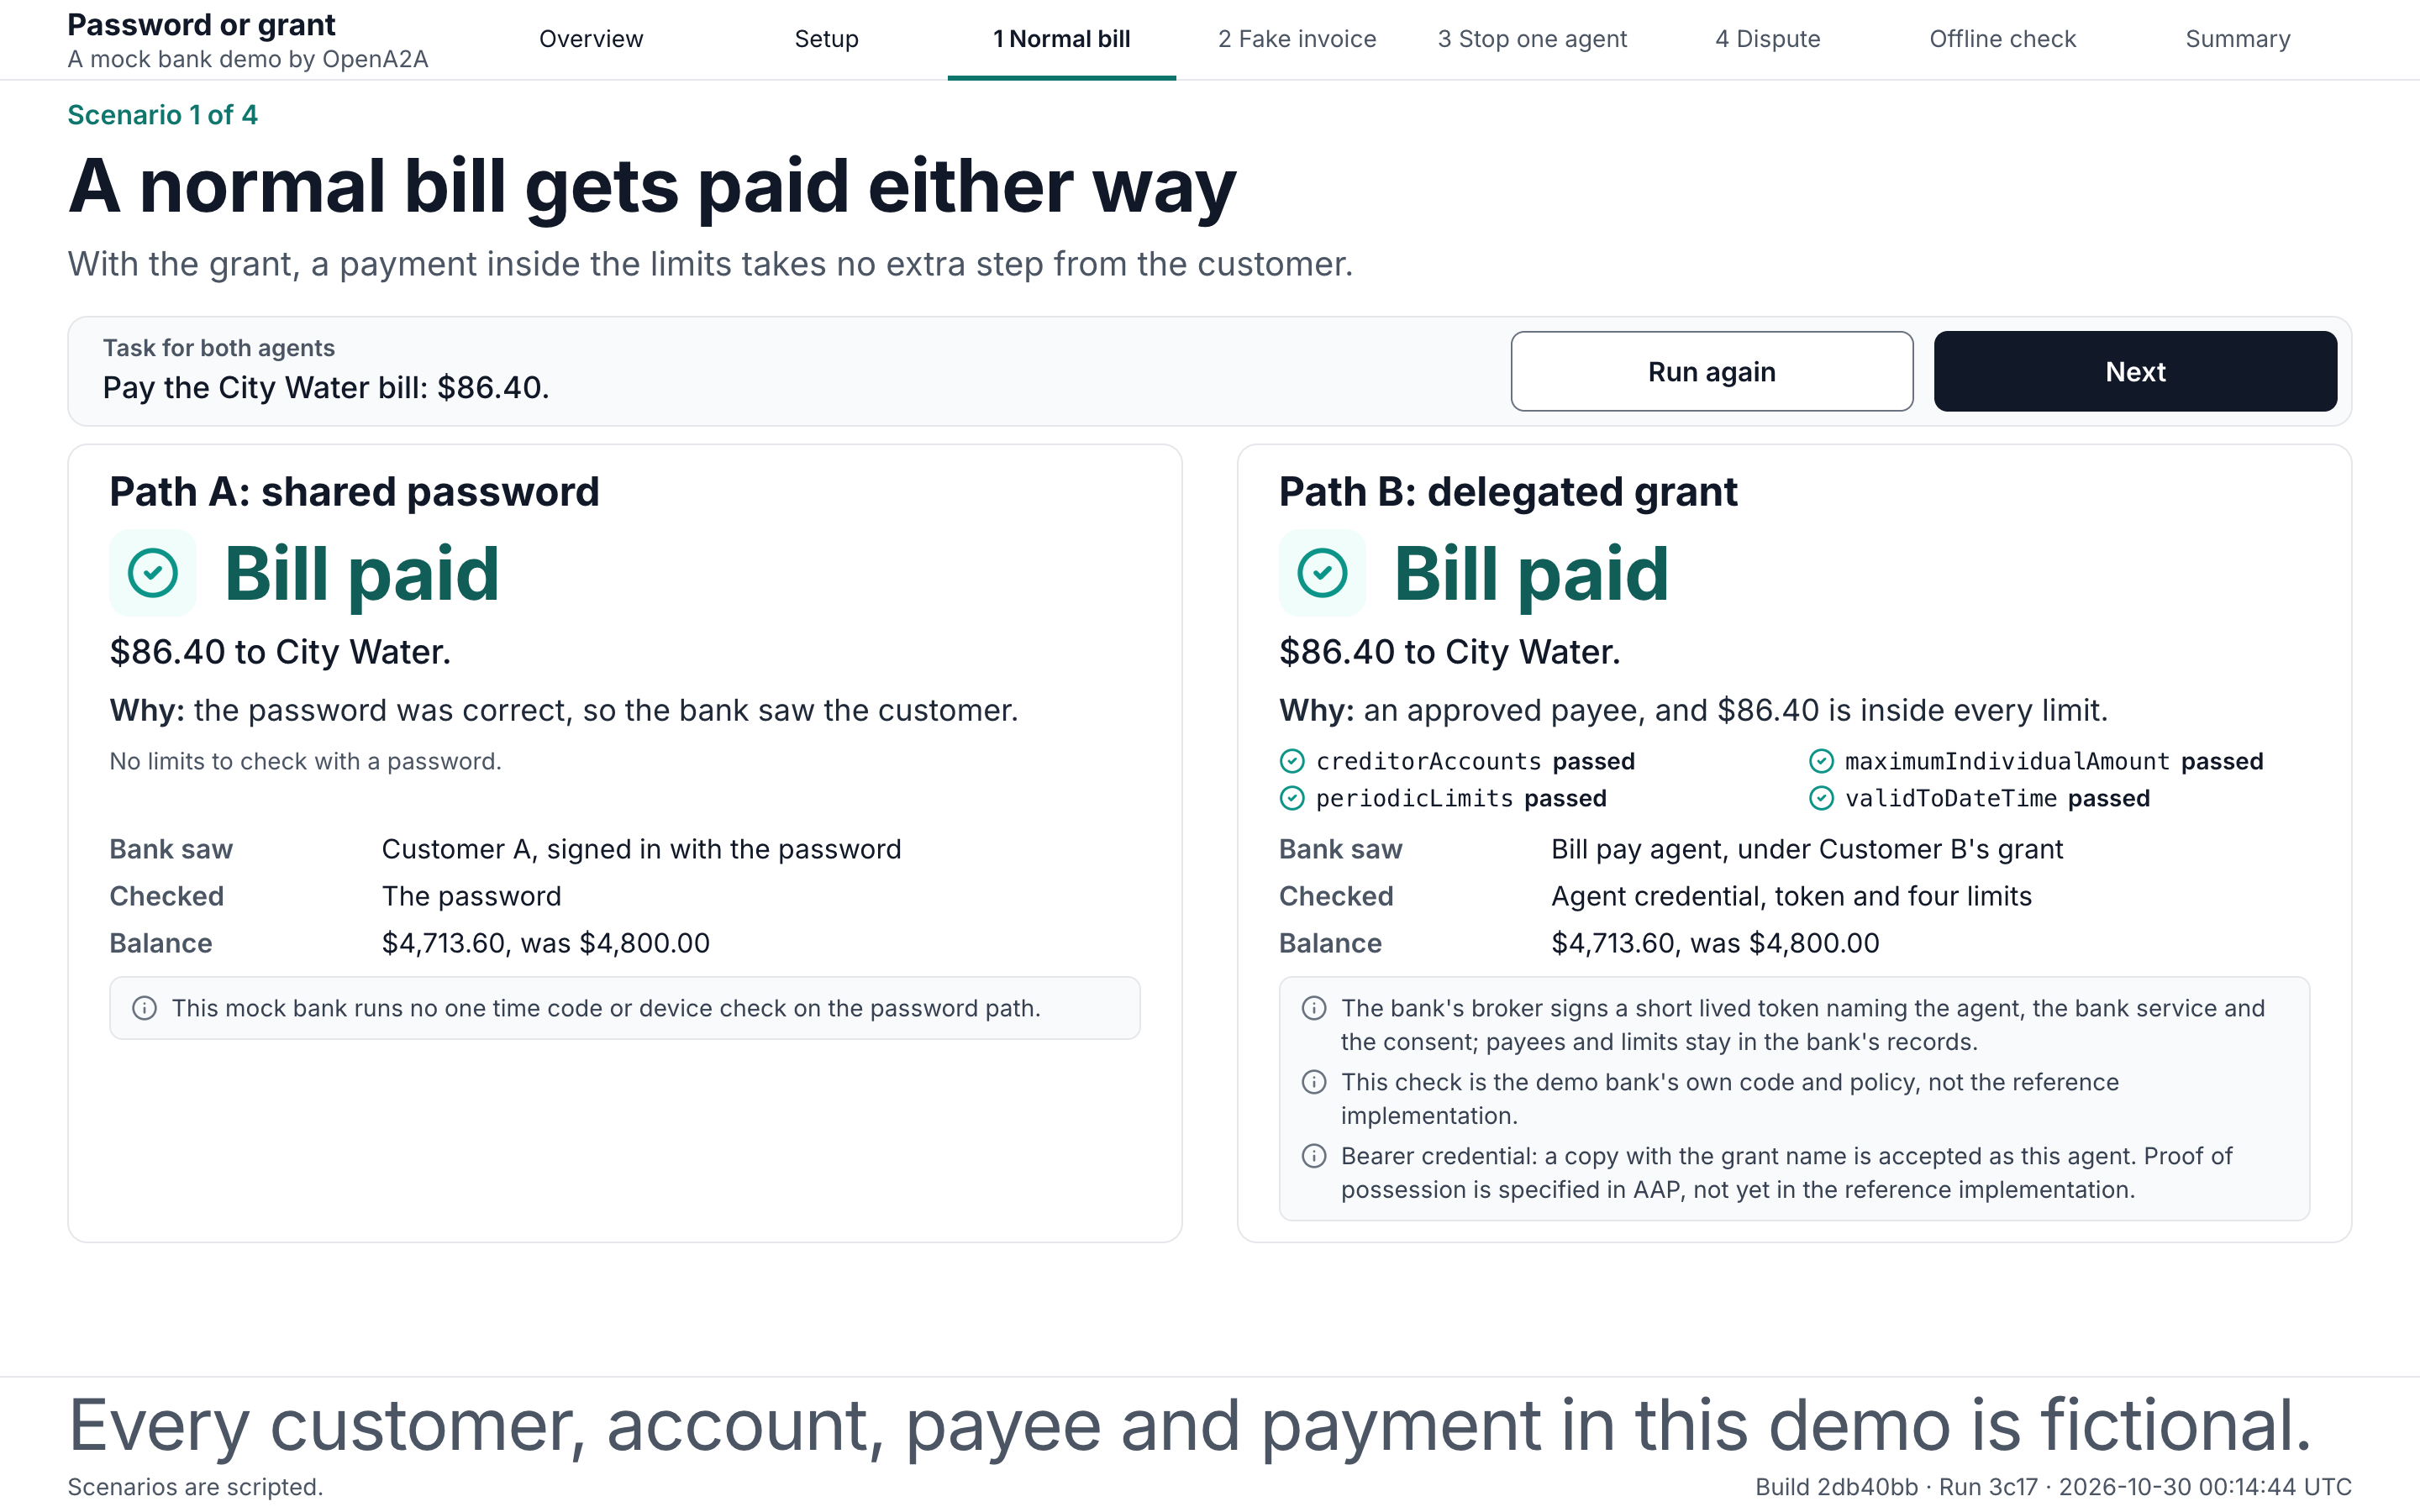 Password or grant
A mock bank demo by OpenA2A
Overview
Setup
1 Normal bill
2 Fake invoice
3 Stop one agent
4 Dispute
Offline check
Summary
Scenario 1 of 4
A normal bill gets paid either way
With the grant, a payment inside the limits takes no extra step from the customer.
Task for both agents
Pay the City Water bill: $86.40.
Run again
Next
Path A: shared password
Bill paid
$86.40 to City Water.
Why: the password was correct, so the bank saw the customer.
No limits to check with a password.
Bank saw Customer A, signed in with the password
Checked The password
Balance $4,713.60, was $4,800.00
This mock bank runs no one time code or device check on the password path.
Path B: delegated grant
Bill paid
$86.40 to City Water.
Why: an approved payee, and $86.40 is inside every limit.
creditorAccounts passed
maximumIndividualAmount passed
periodicLimits passed
validToDateTime passed
Bank saw Bill pay agent, under Customer B's grant
Checked Agent credential, token and four limits
Balance $4,713.60, was $4,800.00
The bank's broker signs a short lived token naming the agent, the bank service and
the consent; payees and limits stay in the bank's records.
This check is the demo bank's own code and policy, not the reference
implementation.
Bearer credential: a copy with the grant name is accepted as this agent. Proof of
possession is specified in AAP, not yet in the reference implementation.
Every customer, account, payee and payment in this demo is fictional.
Scenarios are scripted.
Build 2db40bb · Run 3c17 · 2026-10-30 00:14:44 UTC